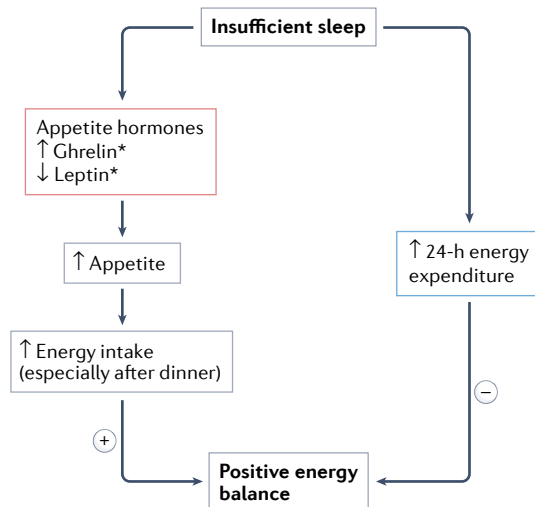 Insufficient sleep
Appetite hormones
↑ Ghrelin*
↓ Leptin*
↑ Appetite
↑ 24-h energy
expenditure
↑ Energy intake
(especially after dinner)
+
−
Positive energy
balance